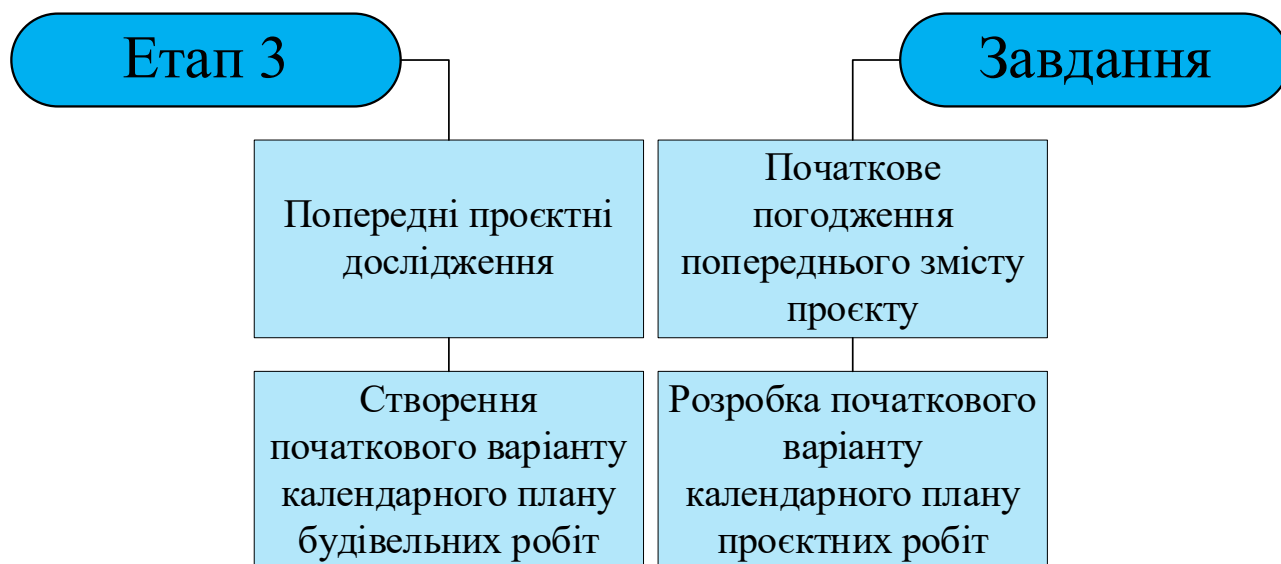 Етап 3
Завдання
Попередні проєктні
дослідження
Початкове
погодження
попереднього змісту
проєкту
Створення
початкового варіанту
календарного плану
будівельних робіт
Розробка початкового
варіанту
календарного плану
проєктних робіт